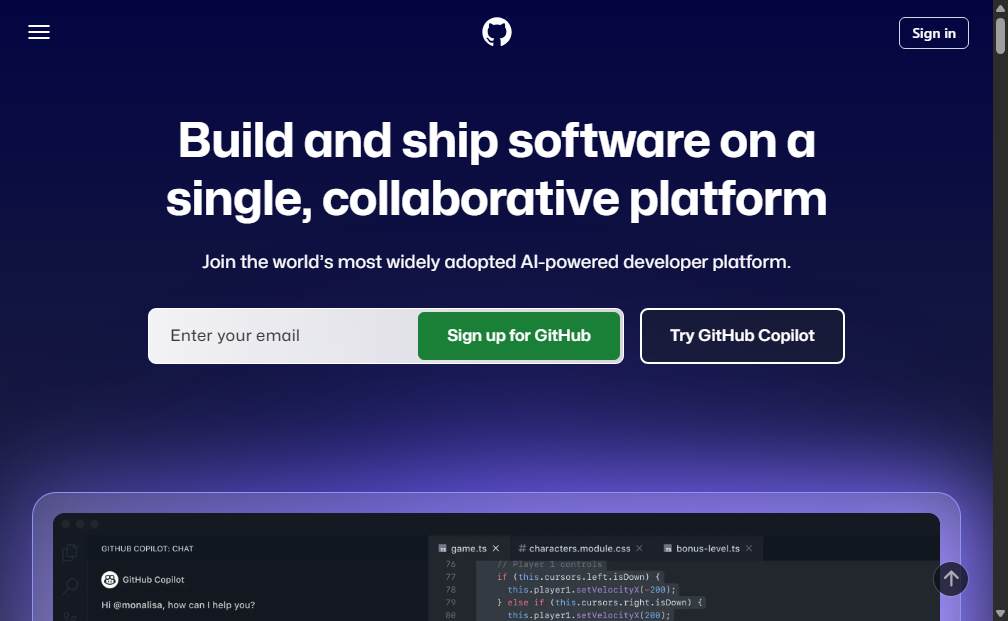 Sign in
Build and ship software on a
single, collaborative platform
Join the world’s most widely adopted AI-powered developer platform.
Enter your email
Sign up for GitHub
Try GitHub Copilot
GITHUB COPILOT: CHAT
GitHub Copilot
Hi @monalisa, how can I help you?
game.ts
# characters.module.css
bonus-level.ts
76 // Player 1 controls
77 if (this.cursors.left.isDown) {
78 this.player1.setVelocityX(-200);
79 } else if (this.cursors.right.isDown) {
80 this.player1.setVelocityX(200);